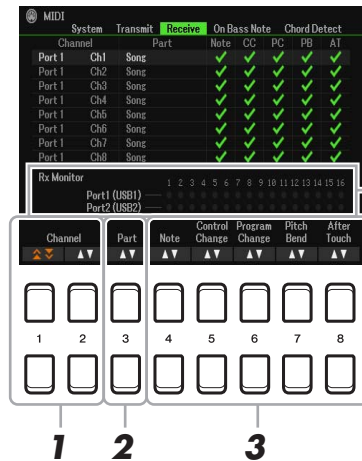 MIDI
System Transmit Receive On Bass Note Chord Detect
Channel Part Note CC PC PB AT
Port 1 Ch1 Song
Port 1 Ch2 Song
Port 1 Ch3 Song
Port 1 Ch4 Song
Port 1 Ch5 Song
Port 1 Ch6 Song
Port 1 Ch7 Song
Port 1 Ch8 Song
Rx Monitor 1 2 3 4 5 6 7 8 9 10 11 12 13 14 15 16
Port1 (USB1)
Port2 (USB2)
Channel Part Note Control Change Program Change Pitch Bend After Touch
1 2 3 4 5 6 7 8
1 2 3